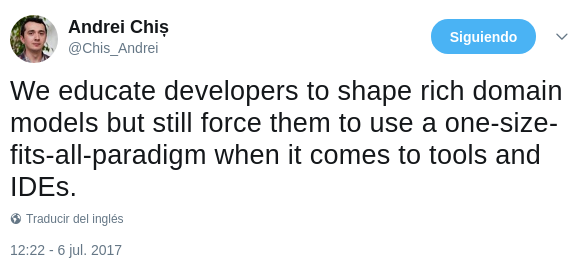 Andrei Chiș
@Chis_Andrei
Siguiendo
We educate developers to shape rich domain
models but still force them to use a one-size-
fits-all-paradigm when it comes to tools and
IDEs.
Traducir del inglés
12:22 - 6 jul. 2017